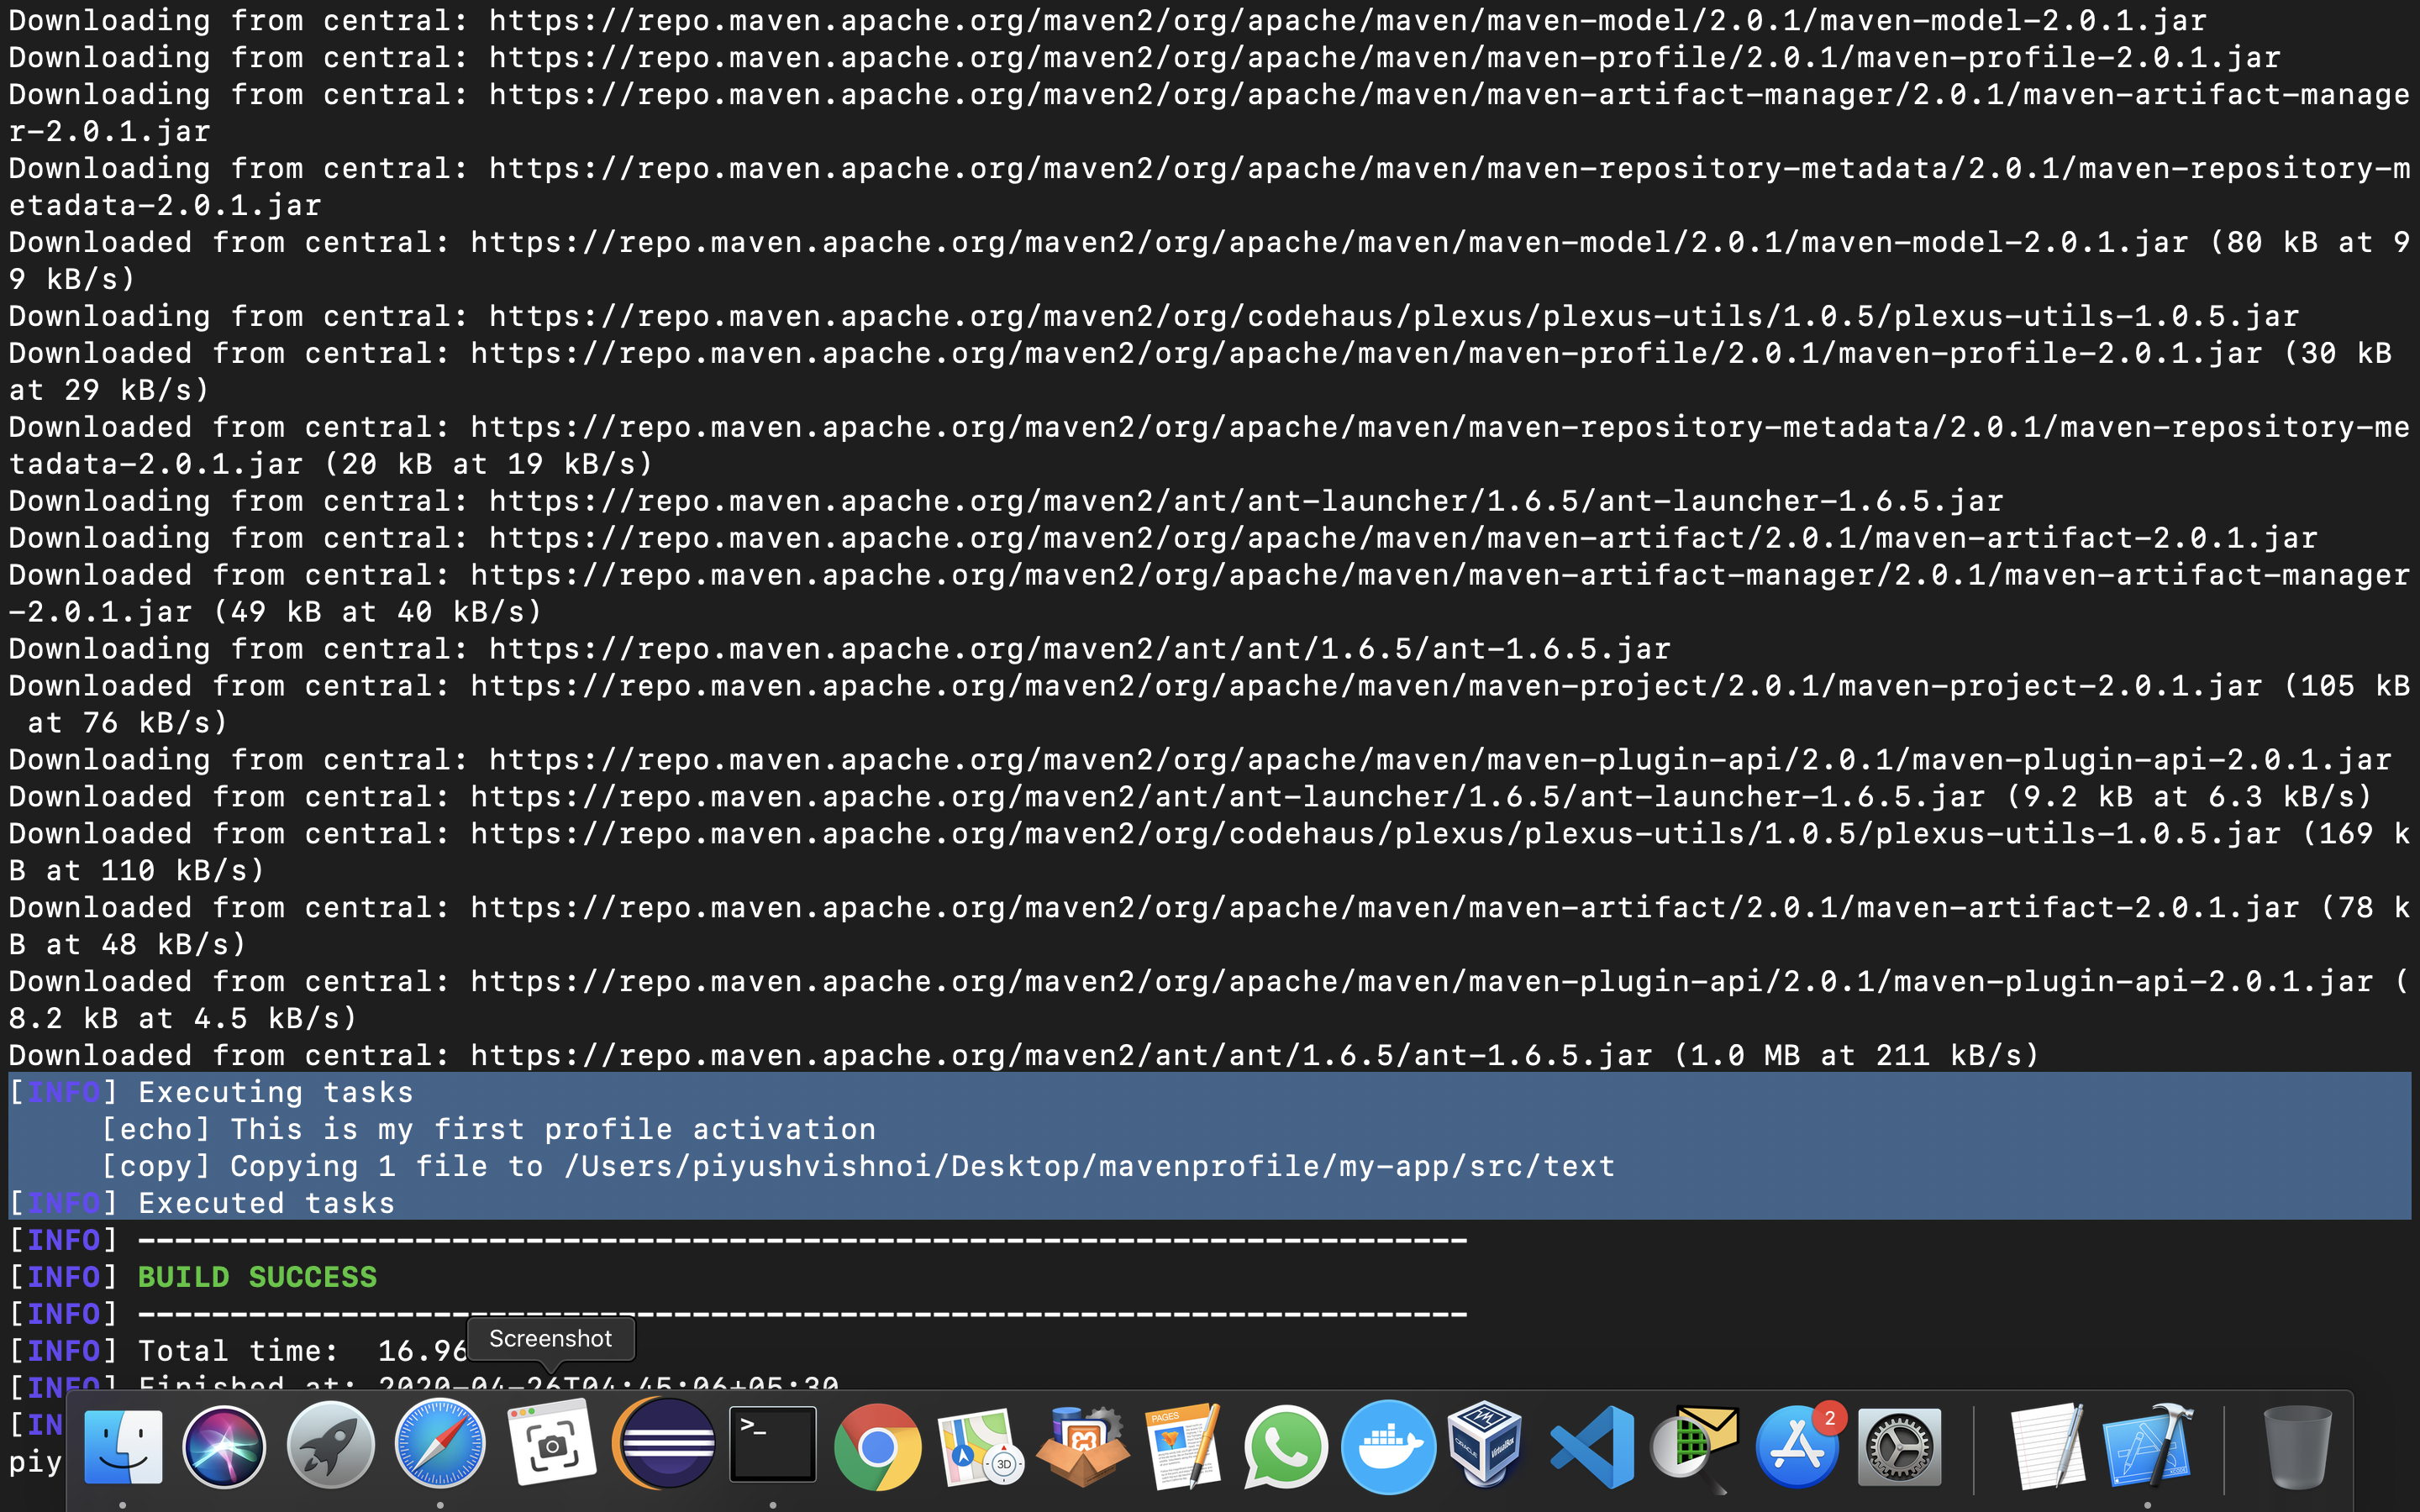 Downloading from central: https://repo.maven.apache.org/maven2/org/apache/maven/maven-model/2.0.1/maven-model-2.0.1.jar
Downloading from central: https://repo.maven.apache.org/maven2/org/apache/maven/maven-profile/2.0.1/maven-profile-2.0.1.jar
Downloading from central: https://repo.maven.apache.org/maven2/org/apache/maven/maven-artifact-manager/2.0.1/maven-artifact-manage
r-2.0.1.jar
Downloading from central: https://repo.maven.apache.org/maven2/org/apache/maven/maven-repository-metadata/2.0.1/maven-repository-m
etadata-2.0.1.jar
Downloaded from central: https://repo.maven.apache.org/maven2/org/apache/maven/maven-model/2.0.1/maven-model-2.0.1.jar (80 kB at 9
9 kB/s)
Downloading from central: https://repo.maven.apache.org/maven2/org/codehaus/plexus/plexus-utils/1.0.5/plexus-utils-1.0.5.jar
Downloaded from central: https://repo.maven.apache.org/maven2/org/apache/maven/maven-profile/2.0.1/maven-profile-2.0.1.jar (30 kB
at 29 kB/s)
Downloaded from central: https://repo.maven.apache.org/maven2/org/apache/maven/maven-repository-metadata/2.0.1/maven-repository-me
tadata-2.0.1.jar (20 kB at 19 kB/s)
Downloading from central: https://repo.maven.apache.org/maven2/ant/ant-launcher/1.6.5/ant-launcher-1.6.5.jar
Downloading from central: https://repo.maven.apache.org/maven2/org/apache/maven/maven-artifact/2.0.1/maven-artifact-2.0.1.jar
Downloaded from central: https://repo.maven.apache.org/maven2/org/apache/maven/maven-artifact-manager/2.0.1/maven-artifact-manager
-2.0.1.jar (49 kB at 40 kB/s)
Downloading from central: https://repo.maven.apache.org/maven2/ant/ant/1.6.5/ant-1.6.5.jar
Downloaded from central: https://repo.maven.apache.org/maven2/org/apache/maven/maven-project/2.0.1/maven-project-2.0.1.jar (105 kB
at 76 kB/s)
Downloading from central: https://repo.maven.apache.org/maven2/org/apache/maven/maven-plugin-api/2.0.1/maven-plugin-api-2.0.1.jar
Downloaded from central: https://repo.maven.apache.org/maven2/ant/ant-launcher/1.6.5/ant-launcher-1.6.5.jar (9.2 kB at 6.3 kB/s)
Downloaded from central: https://repo.maven.apache.org/maven2/org/codehaus/plexus/plexus-utils/1.0.5/plexus-utils-1.0.5.jar (169 k
B at 110 kB/s)
Downloaded from central: https://repo.maven.apache.org/maven2/org/apache/maven/maven-artifact/2.0.1/maven-artifact-2.0.1.jar (78 k
B at 48 kB/s)
Downloaded from central: https://repo.maven.apache.org/maven2/org/apache/maven/maven-plugin-api/2.0.1/maven-plugin-api-2.0.1.jar (
8.2 kB at 4.5 kB/s)
Downloaded from central: https://repo.maven.apache.org/maven2/ant/ant/1.6.5/ant-1.6.5.jar (1.0 MB at 211 kB/s)
[INFO] Executing tasks
[echo] This is my first profile activation
[copy] Copying 1 file to /Users/piyushvishnoi/Desktop/mavenprofile/my-app/src/text
[INFO] Executed tasks
[INFO] ------------------------------------------------------------------------
[INFO] BUILD SUCCESS
[INFO] ------------------------------------------------------------------------
[INFO] Total time:  16.96
Screenshot
[INFO] Finished at: 2020-04-26T04:45:06+05:30
[IN
piy
>_
3D
PAGES
ORACLE
VirtualBox
2